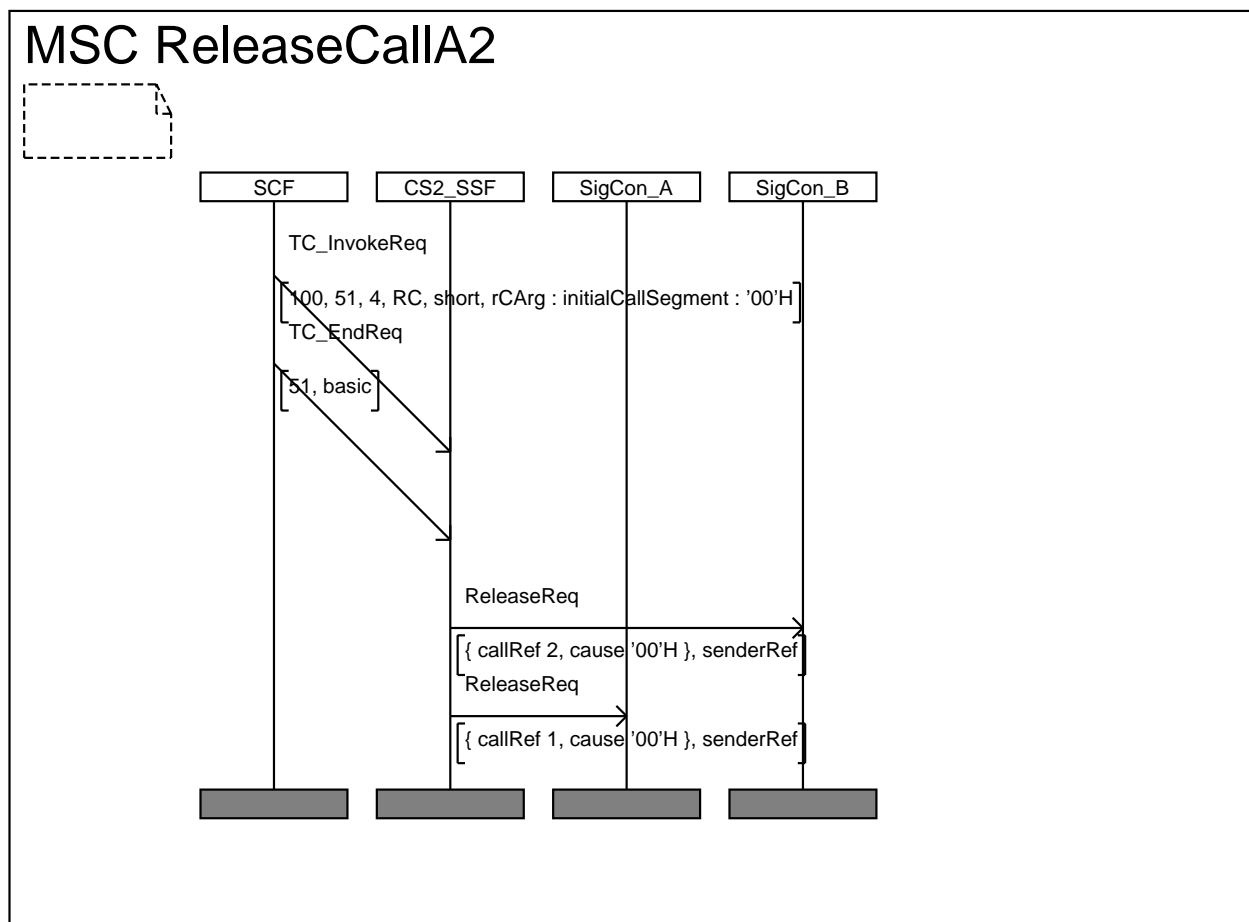 MSC ReleaseCallA2
SCF
CS2_SSF
SigCon_A
SigCon_B
TC_InvokeReq
100, 51, 4, RC, short, rCArg : initialCallSegment : ’00’H
TC_EndReq
51, basic
ReleaseReq
{ callRef 2, cause ’00’H }, senderRef
ReleaseReq
{ callRef 1, cause ’00’H }, senderRef